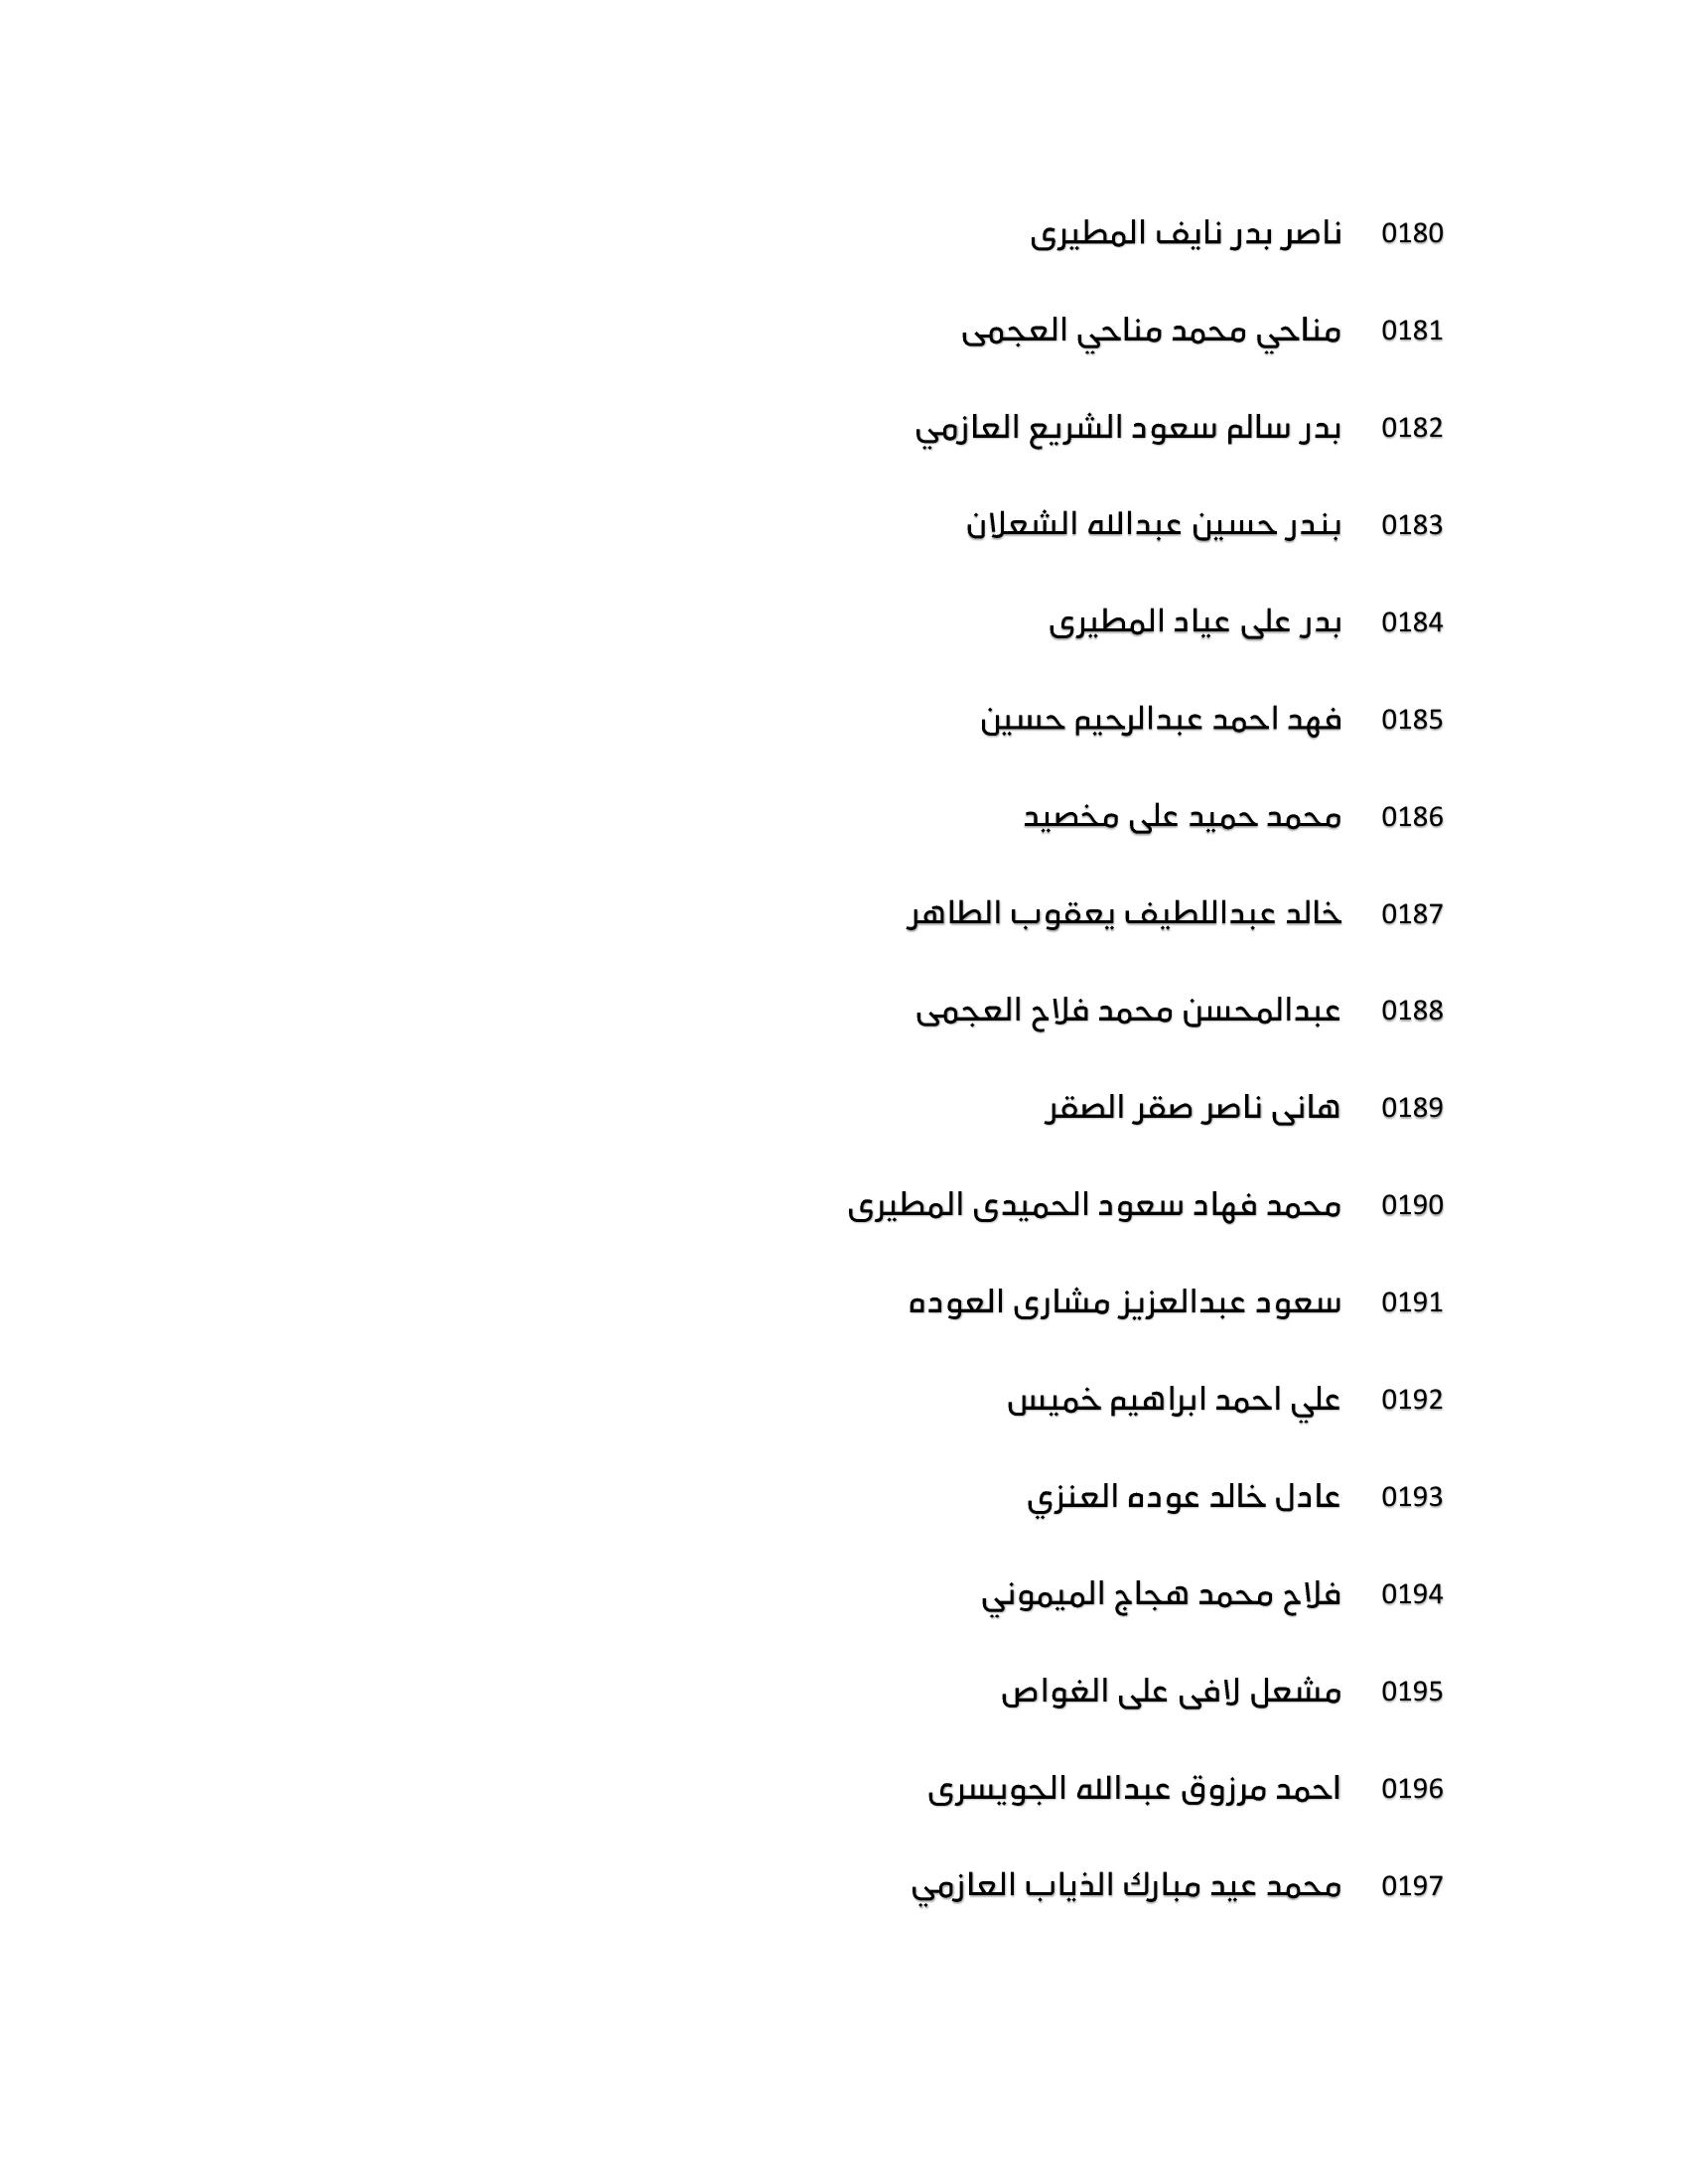 0180 ناصر بدر نايف المطيرى
0181 مناحي محمد مناحي العجمى
0182 بدر سالم سعود الشريع العازمي
0183 بندر حسين عبدالله الشعلان
0184 بدر على عياد المطيرى
0185 فهد احمد عبدالرحيم حسين
0186 محمد حميد على مخصيد
0187 خالد عبداللطيف يعقوب الطاهر
0188 عبدالمحسن محمد فلاح العجمى
0189 هانى ناصر صقر الصقر
0190 محمد فهاد سعود الحميدى المطيرى
0191 سعود عبدالعزيز مشارى العوده
0192 علي احمد ابراهيم خميس
0193 عادل خالد عوده العنزي
0194 فلاح محمد هجاج الميموني
0195 مشعل لافى على الغواص
0196 احمد مرزوق عبدالله الجويسرى
0197 محمد عيد مبارك الذياب العازمي